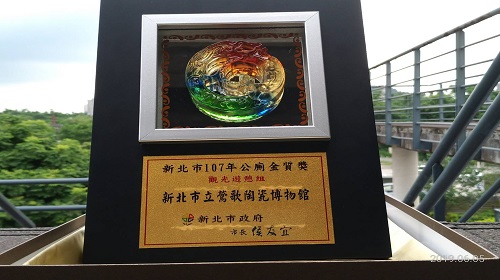 新北市107年公廁金質獎
觀光遊憩組
新北市立鶯歌陶瓷博物館
新北市政府
市長 侯友宜
2019.06.05